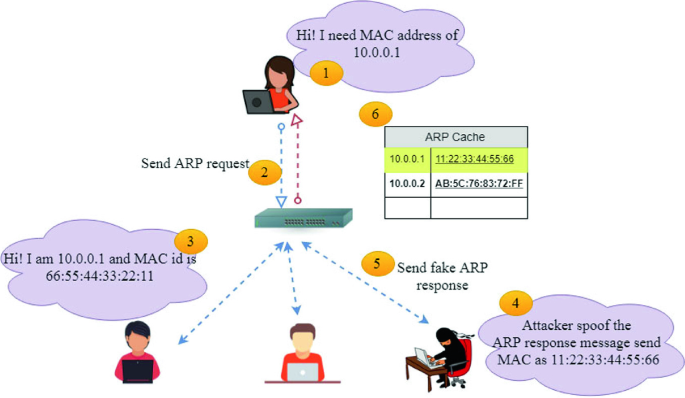 Hi! I need MAC address of
10.0.0.1
1
6
ARP Cache
10.0.0.1 11:22:33:44:55:66
10.0.0.2 AB:5C:76:83:72:FF
Send ARP request
2
3
Hi! I am 10.0.0.1 and MAC id is
66:55:44:33:22:11
5
Send fake ARP
response
4
Attacker spoof the
ARP response message send
MAC as 11:22:33:44:55:66